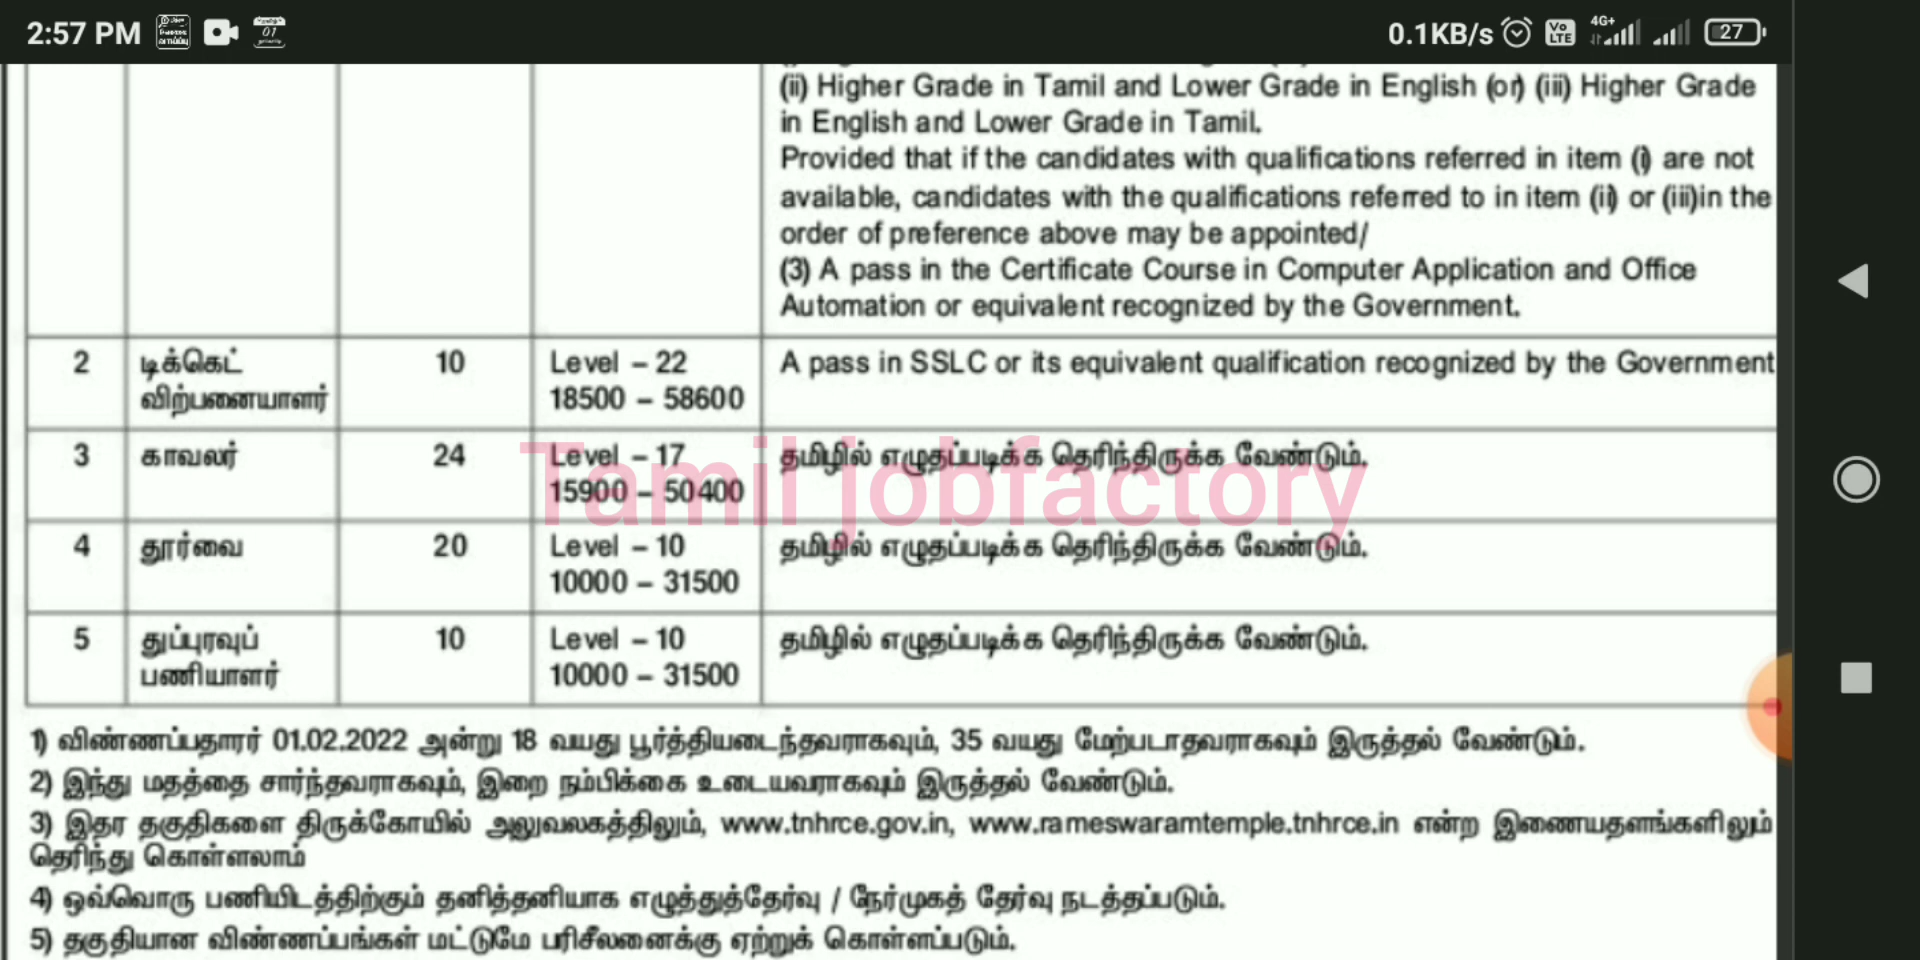 2:57 PM
0.1KB/s
4G+
Vo LTE
27
(ii) Higher Grade in Tamil and Lower Grade in English (or) (iii) Higher Grade
in English and Lower Grade in Tamil.
Provided that if the candidates with qualifications referred in item (i) are not
available, candidates with the qualifications referred to in item (ii) or (iii)in the
order of preference above may be appointed/
(3) A pass in the Certificate Course in Computer Application and Office
Automation or equivalent recognized by the Government.
2 டிக்கெட் 10 Level – 22 A pass in SSLC or its equivalent qualification recognized by the Government
விற்பனையாளர் 18500 – 58600
3 காவலர் 24 Level – 17 தமிழில் எழுதப்படிக்க தெரிந்திருக்க வேண்டும்.
15900 – 50400
Tamil jobfactory
4 தூர்வை 20 Level – 10 தமிழில் எழுதப்படிக்க தெரிந்திருக்க வேண்டும்.
10000 – 31500
5 துப்புரவுப் 10 Level – 10 தமிழில் எழுதப்படிக்க தெரிந்திருக்க வேண்டும்.
பணியாளர் 10000 – 31500
1) விண்ணப்பதாரர் 01.02.2022 அன்று 18 வயது பூர்த்தியடைந்தவராகவும், 35 வயது மேற்படாதவராகவும் இருத்தல் வேண்டும்.
2) இந்து மதத்தை சார்ந்தவராகவும், இறை நம்பிக்கை உடையவராகவும் இருத்தல் வேண்டும்.
3) இதர தகுதிகளை திருக்கோயில் அலுவலகத்திலும், www.tnhrce.gov.in, www.rameswaramtemple.tnhrce.in என்ற இணையதளங்களிலும்
தெரிந்து கொள்ளலாம்
4) ஒவ்வொரு பணியிடத்திற்கும் தனித்தனியாக எழுத்துத்தேர்வு / நேர்முகத் தேர்வு நடத்தப்படும்.
5) தகுதியான விண்ணப்பங்கள் மட்டுமே பரிசீலனைக்கு ஏற்றுக் கொள்ளப்படும்.